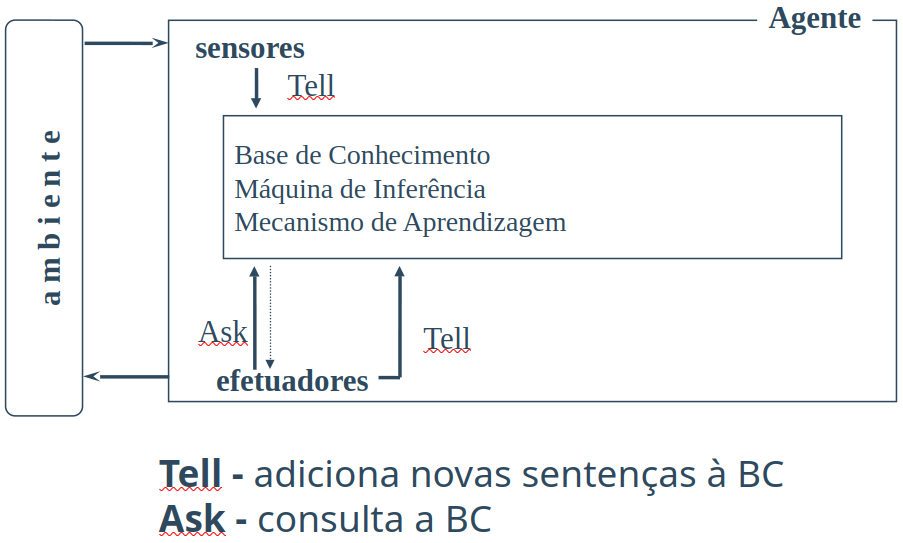 Agente
sensores
Tell
ambiente
Base de Conhecimento
Máquina de Inferência
Mecanismo de Aprendizagem
Ask
Tell
efetuadores
Tell - adiciona novas sentenças à BC
Ask - consulta a BC